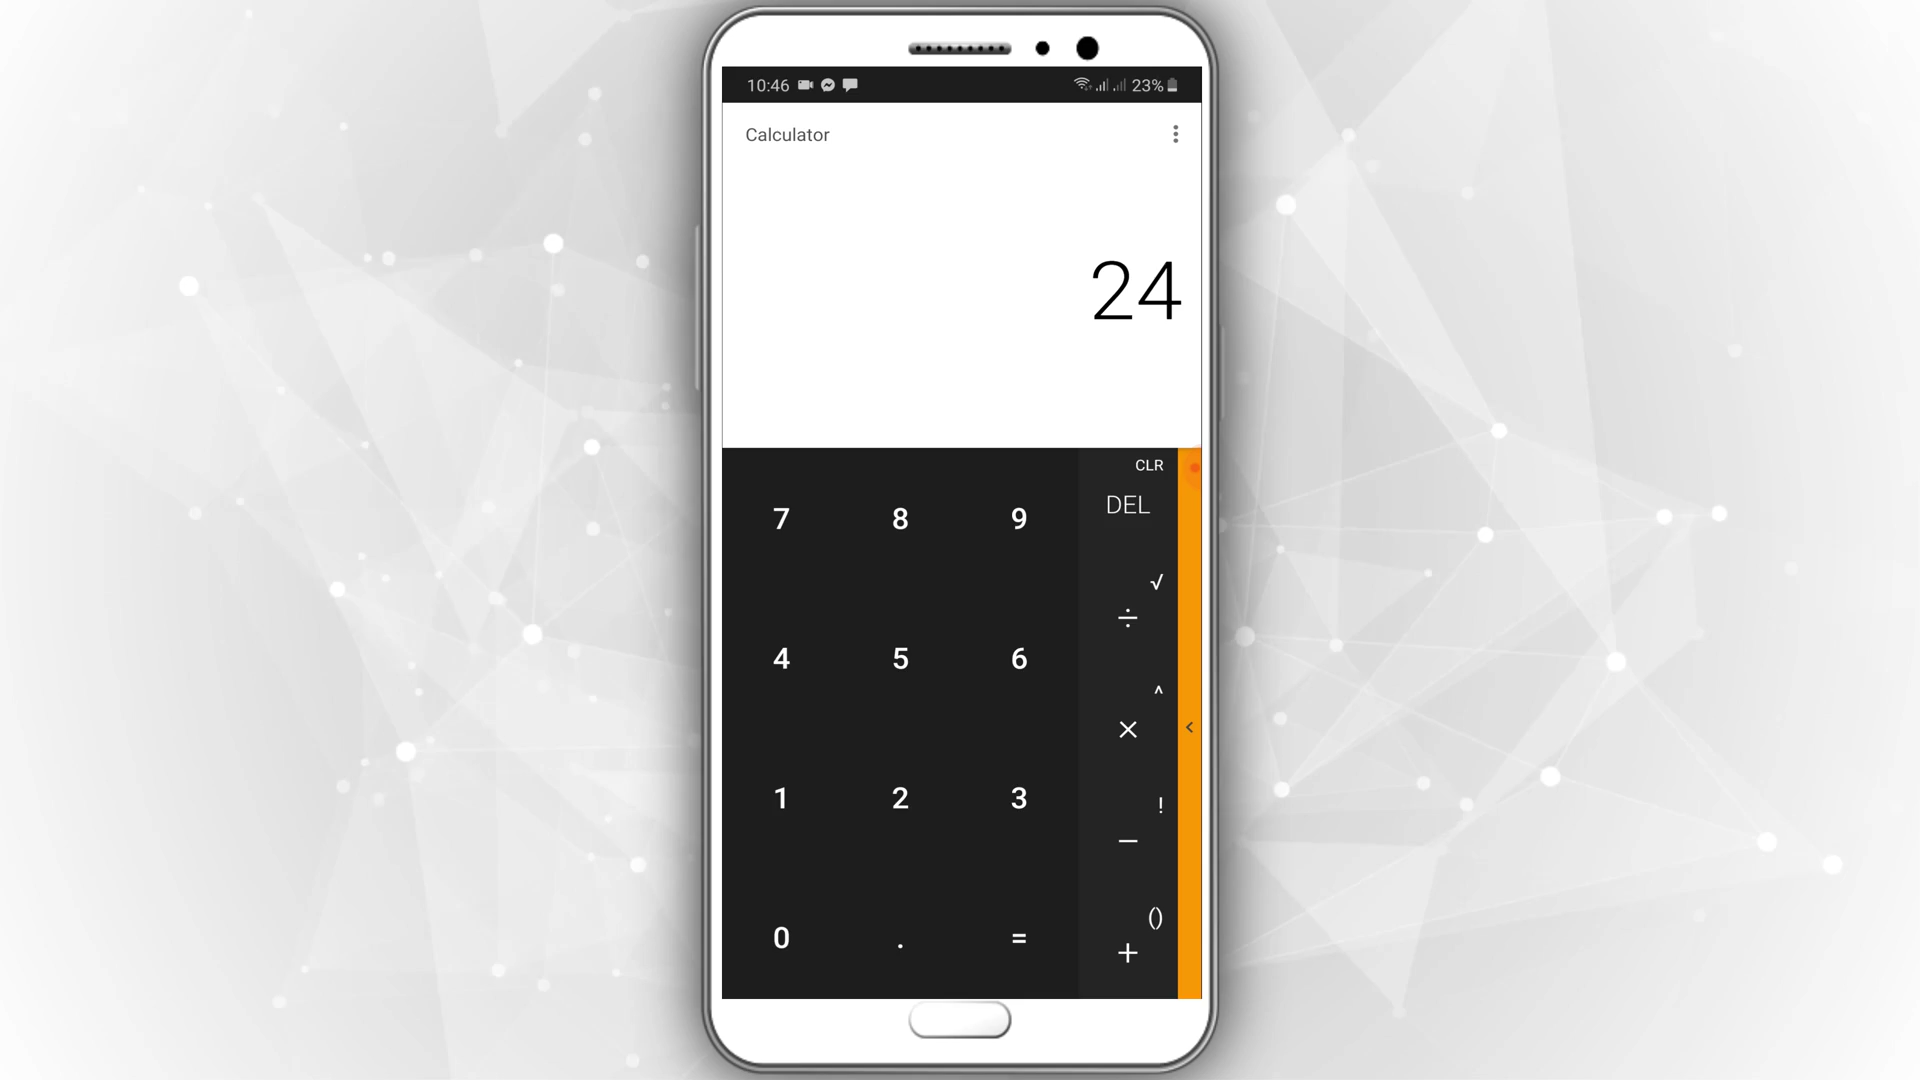 10:46 23%
Calculator
24
CLR
7 8 9 DEL
√
÷
4 5 6
^
×
<
1 2 3
!
−
()
0 . = +